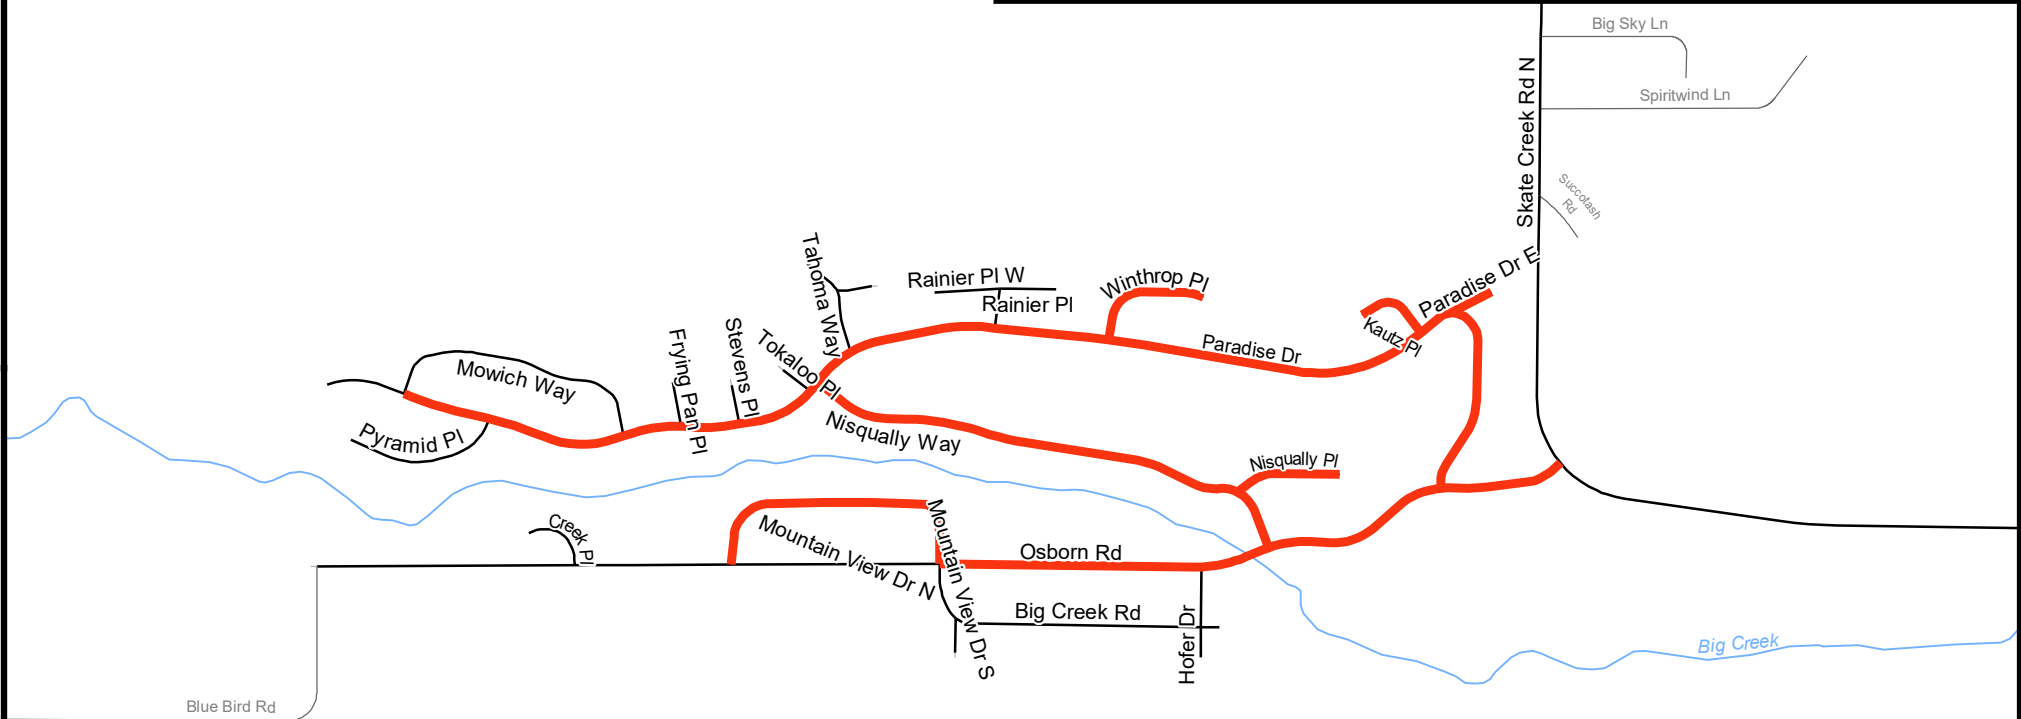 Big Sky Ln
Spiritwind Ln
Skate Creek Rd N
Succotash
Rd
Tahoma Way
Rainier Pl W
Rainier Pl
Winthrop Pl
Paradise Dr E
Kautz Pl
Paradise Dr
Frying Pan Pl
Stevens Pl
Tokaloo Pl
Mowich Way
Pyramid Pl
Nisqually Way
Nisqually Pl
Creek Pl
Mountain View Dr N
Mountain View Dr S
Osborn Rd
Big Creek Rd
Hofer Dr
Big Creek
Blue Bird Rd